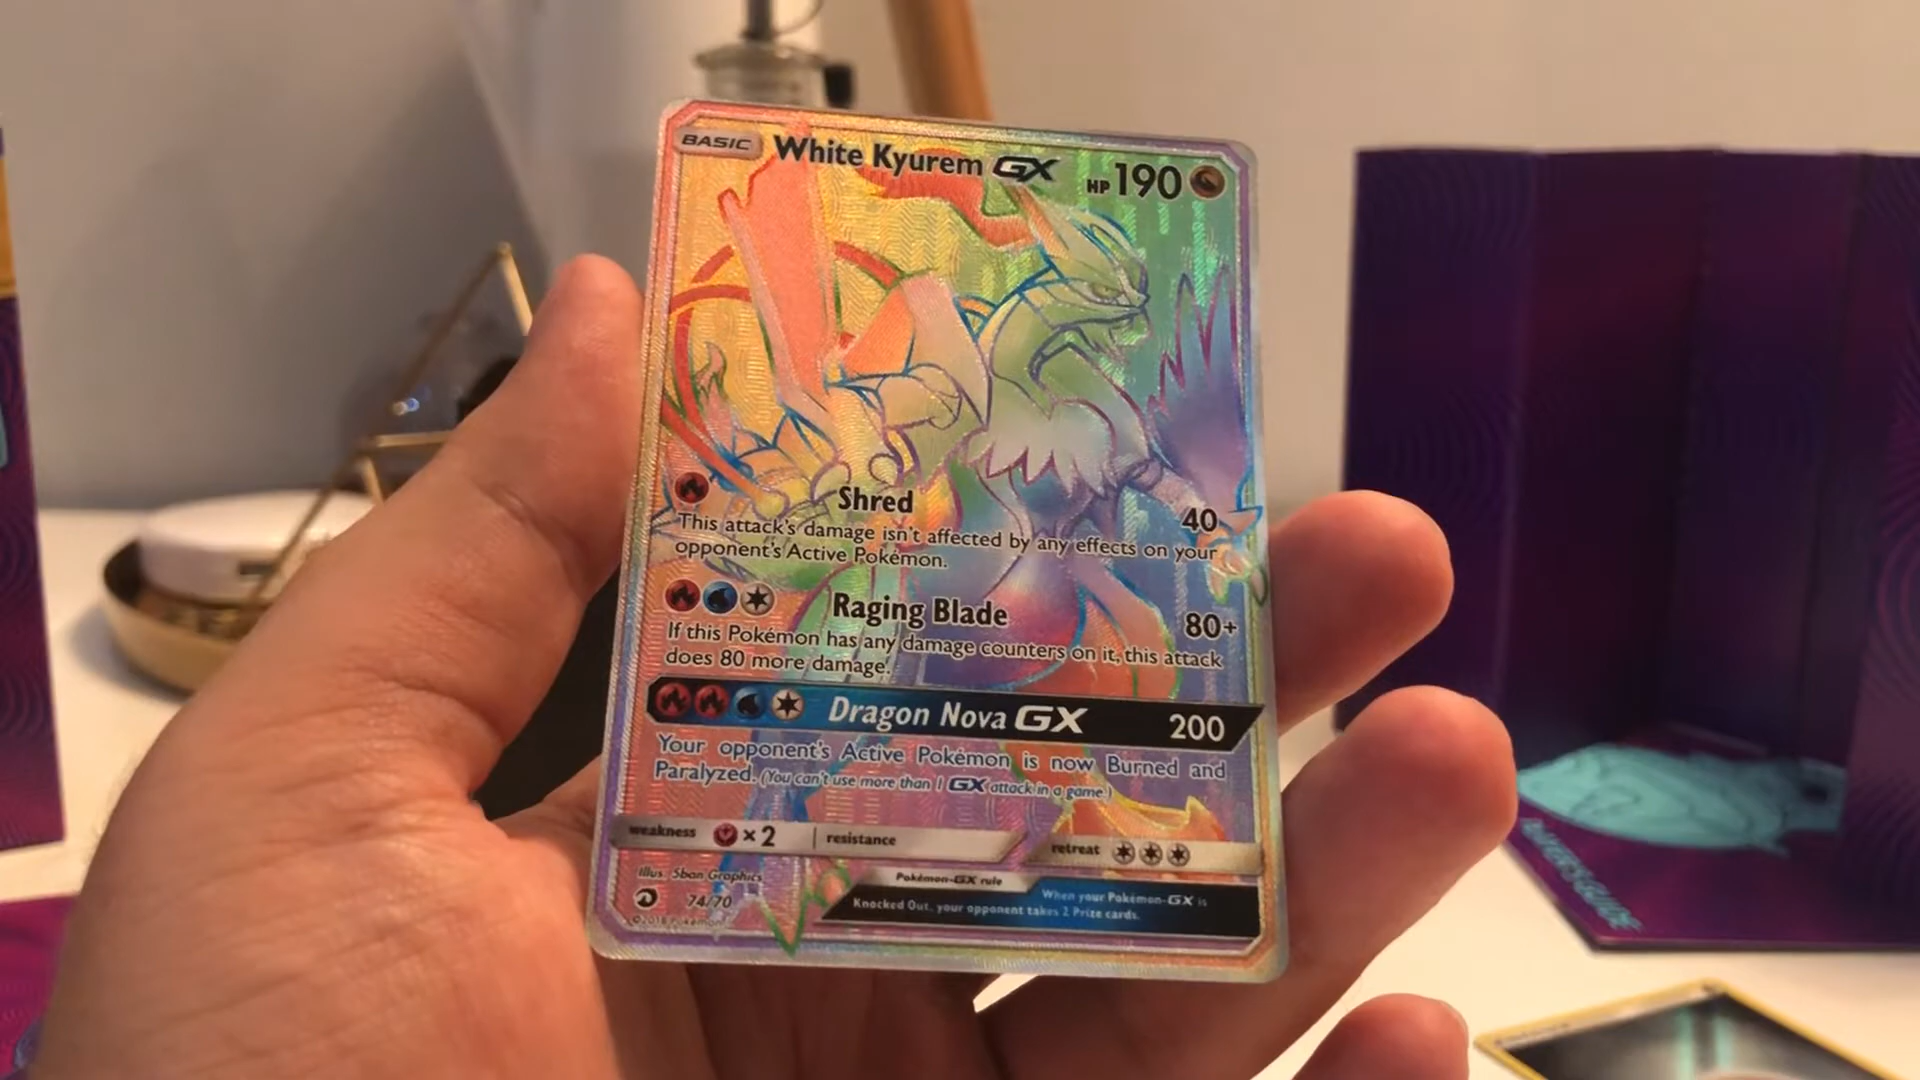 BASIC White Kyurem GX HP 190
Shred 40
This attack's damage isn't affected by any effects on your
opponent's Active Pokémon.
Raging Blade 80+
If this Pokémon has any damage counters on it, this attack
does 80 more damage.
Dragon Nova GX 200
Your opponent's Active Pokémon is now Burned and
Paralyzed. (You can't use more than 1 GX attack in a game.)
weakness ×2 resistance
retreat
Illus. 5ban Graphics
74/70
©2018 Pokémon
Pokémon-GX rule
When your Pokémon-GX is
Knocked Out, your opponent takes 2 Prize cards.